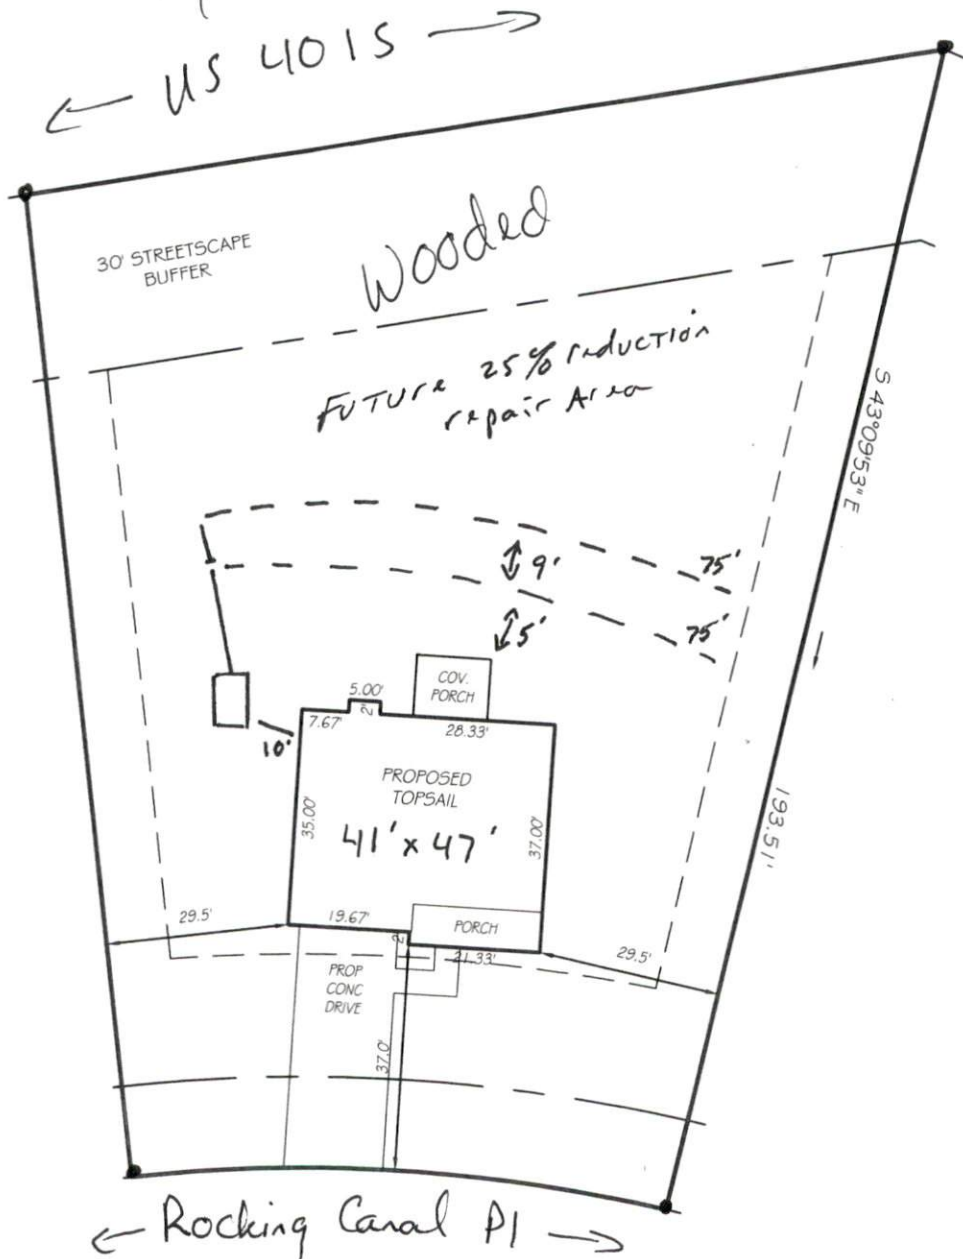 ← US 401S →
30' STREETSCAPE
BUFFER
Wooded
Future 25% reduction
repair Area
S 43°09'53" E
75'
9'
75'
5'
COV.
PORCH
5.00'
2'
7.67'
28.33'
10'
PROPOSED
TOPSAIL
41' x 47'
35.00'
37.00'
193.51'
29.5'
19.67'
PORCH
2'
21.33'
29.5'
PROP
CONC
DRIVE
37.0'
← Rocking Canal Pl →